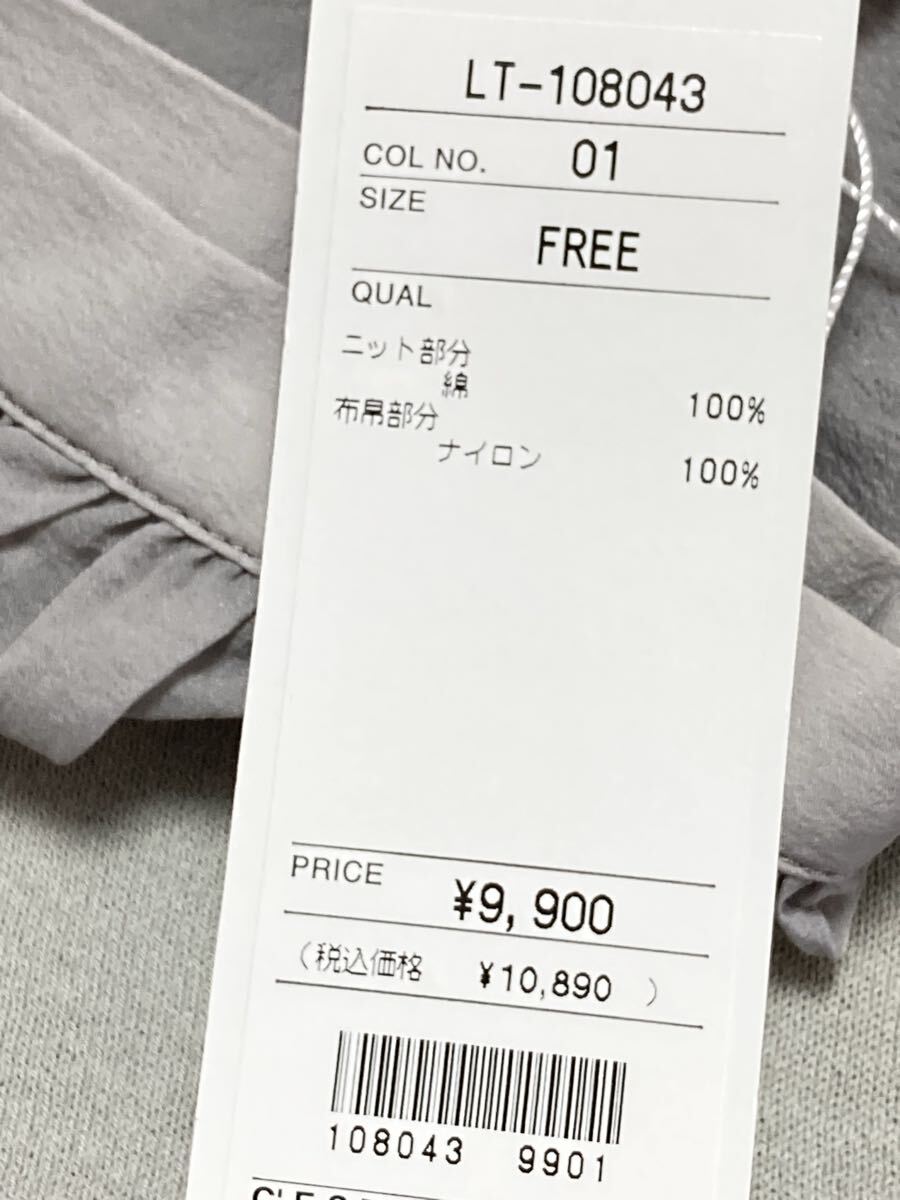 LT-108043
COL NO. 01
SIZE
FREE
QUAL
ニット部分
綿 100%
布帛部分
ナイロン 100%
PRICE ¥9,900
(税込価格 ¥10,890 )
108043 9901